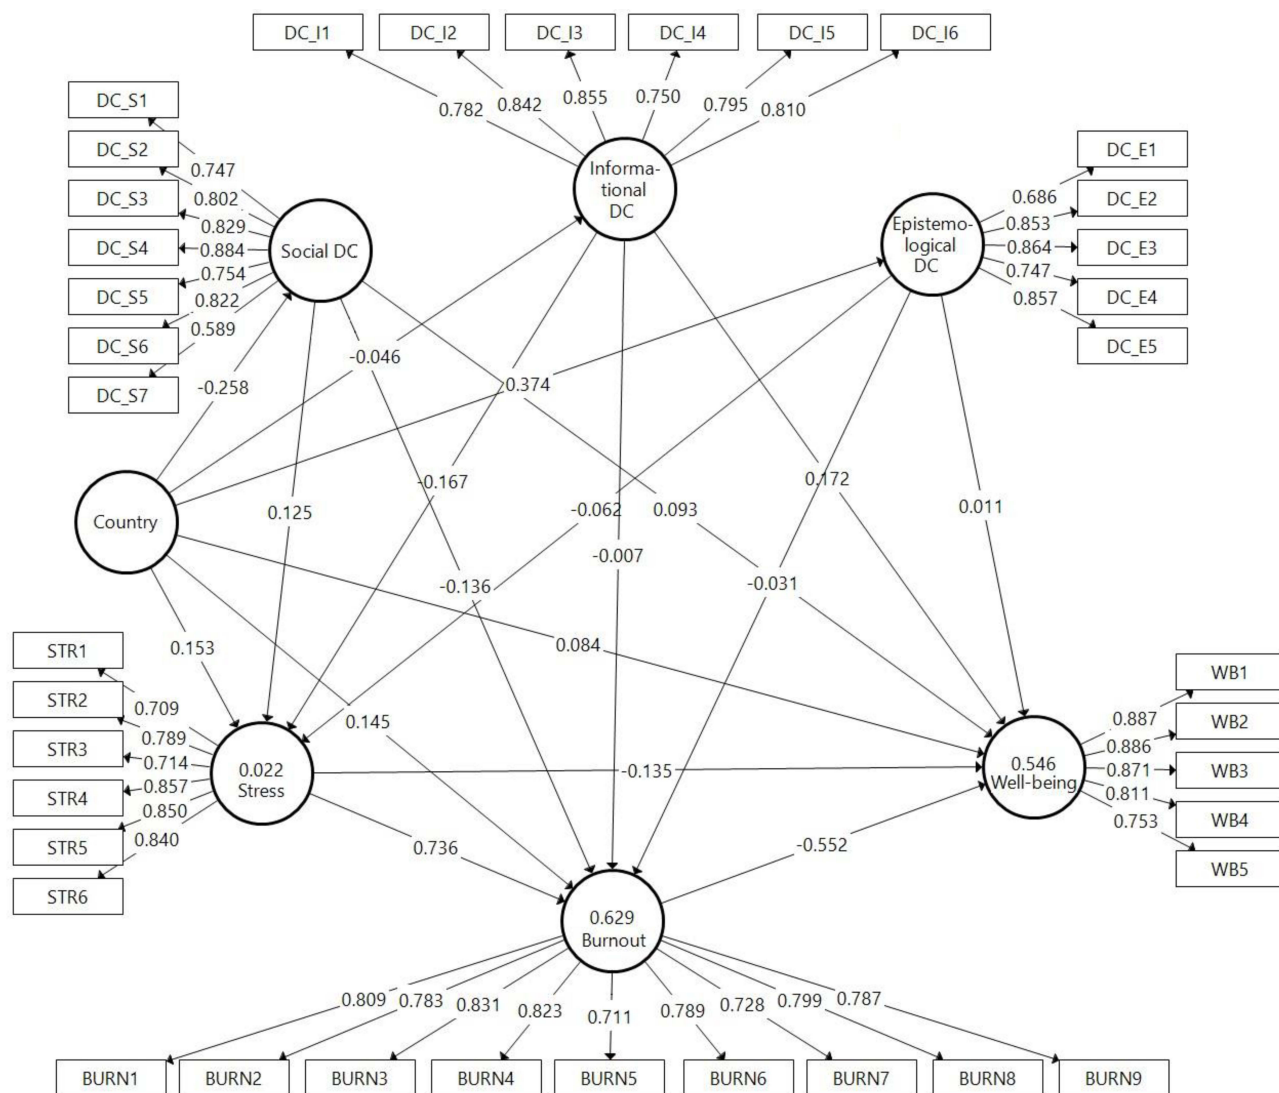 DC_I1
DC_I2
DC_I3
DC_I4
DC_I5
DC_I6
0.782
0.842
0.855
0.750
0.795
0.810
DC_S1
DC_S2
DC_S3
DC_S4
DC_S5
DC_S6
DC_S7
0.747
0.802
0.829
0.884
0.754
0.822
0.589
Social DC
Informa-
tional
DC
Epistemo-
logical
DC
DC_E1
DC_E2
DC_E3
DC_E4
DC_E5
0.686
0.853
0.864
0.747
0.857
-0.258
-0.046
0.374
Country
0.125
-0.167
-0.062
0.093
0.172
0.011
-0.007
-0.136
-0.031
0.153
0.084
0.145
-0.135
0.736
-0.552
STR1
STR2
STR3
STR4
STR5
STR6
0.709
0.789
0.714
0.857
0.850
0.840
0.022
Stress
0.546
Well-being
WB1
WB2
WB3
WB4
WB5
0.887
0.886
0.871
0.811
0.753
0.629
Burnout
0.809
0.783
0.831
0.823
0.711
0.789
0.728
0.799
0.787
BURN1
BURN2
BURN3
BURN4
BURN5
BURN6
BURN7
BURN8
BURN9